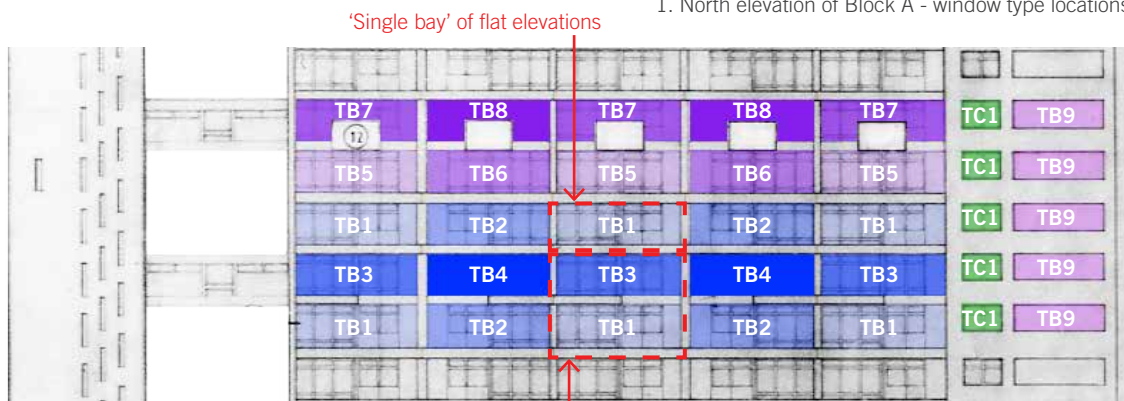 1. North elevation of Block A - window type locations
‘Single bay’ of flat elevations
TB7 TB8 TB7 TB8 TB7 TC1 TB9
12
TB5 TB6 TB5 TB6 TB5 TC1 TB9
TB1 TB2 TB1 TB2 TB1 TC1 TB9
TB3 TB4 TB3 TB4 TB3 TC1 TB9
TB1 TB2 TB1 TB2 TB1 TC1 TB9